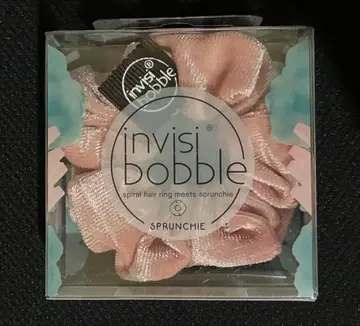 invisi®
bobble
invisi®
bobble
spiral hair ring meets scrunchie
SPRUNCHIE